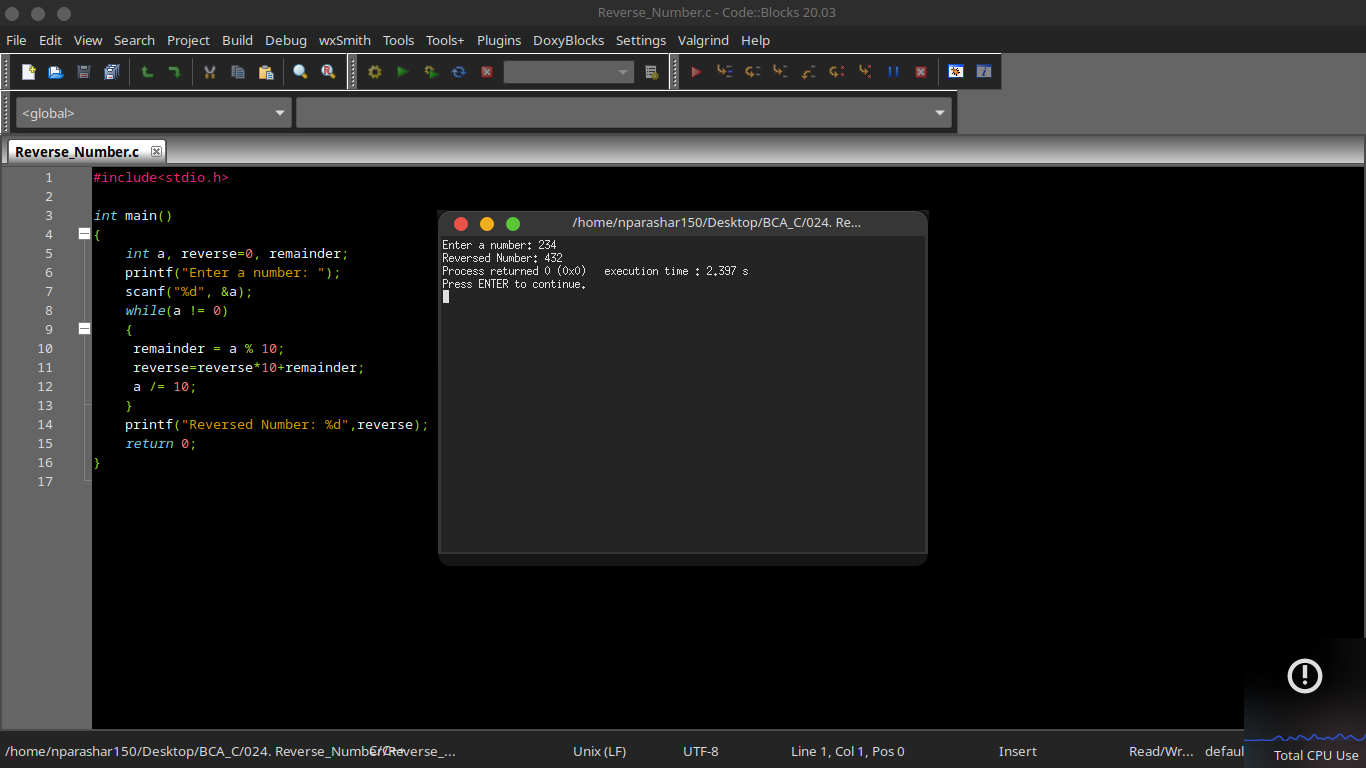 Reverse_Number.c - Code::Blocks 20.03
File Edit View Search Project Build Debug wxSmith Tools Tools+ Plugins DoxyBlocks Settings Valgrind Help
<global>
Reverse_Number.c
1 #include<stdio.h>
2
3 int main()
4 {
5 int a, reverse=0, remainder;
6 printf("Enter a number: ");
7 scanf("%d", &a);
8 while(a != 0)
9 {
10 remainder = a % 10;
11 reverse=reverse*10+remainder;
12 a /= 10;
13 }
14 printf("Reversed Number: %d",reverse);
15 return 0;
16 }
17
/home/nparashar150/Desktop/BCA_C/024. Re...
Enter a number: 234
Reversed Number: 432
Process returned 0 (0x0)   execution time : 2.397 s
Press ENTER to continue.
/home/nparashar150/Desktop/BCA_C/024. Reverse_Number/Reverse_... C/C++ Unix (LF) UTF-8 Line 1, Col 1, Pos 0 Insert Read/Wr... defaul
Total CPU Use